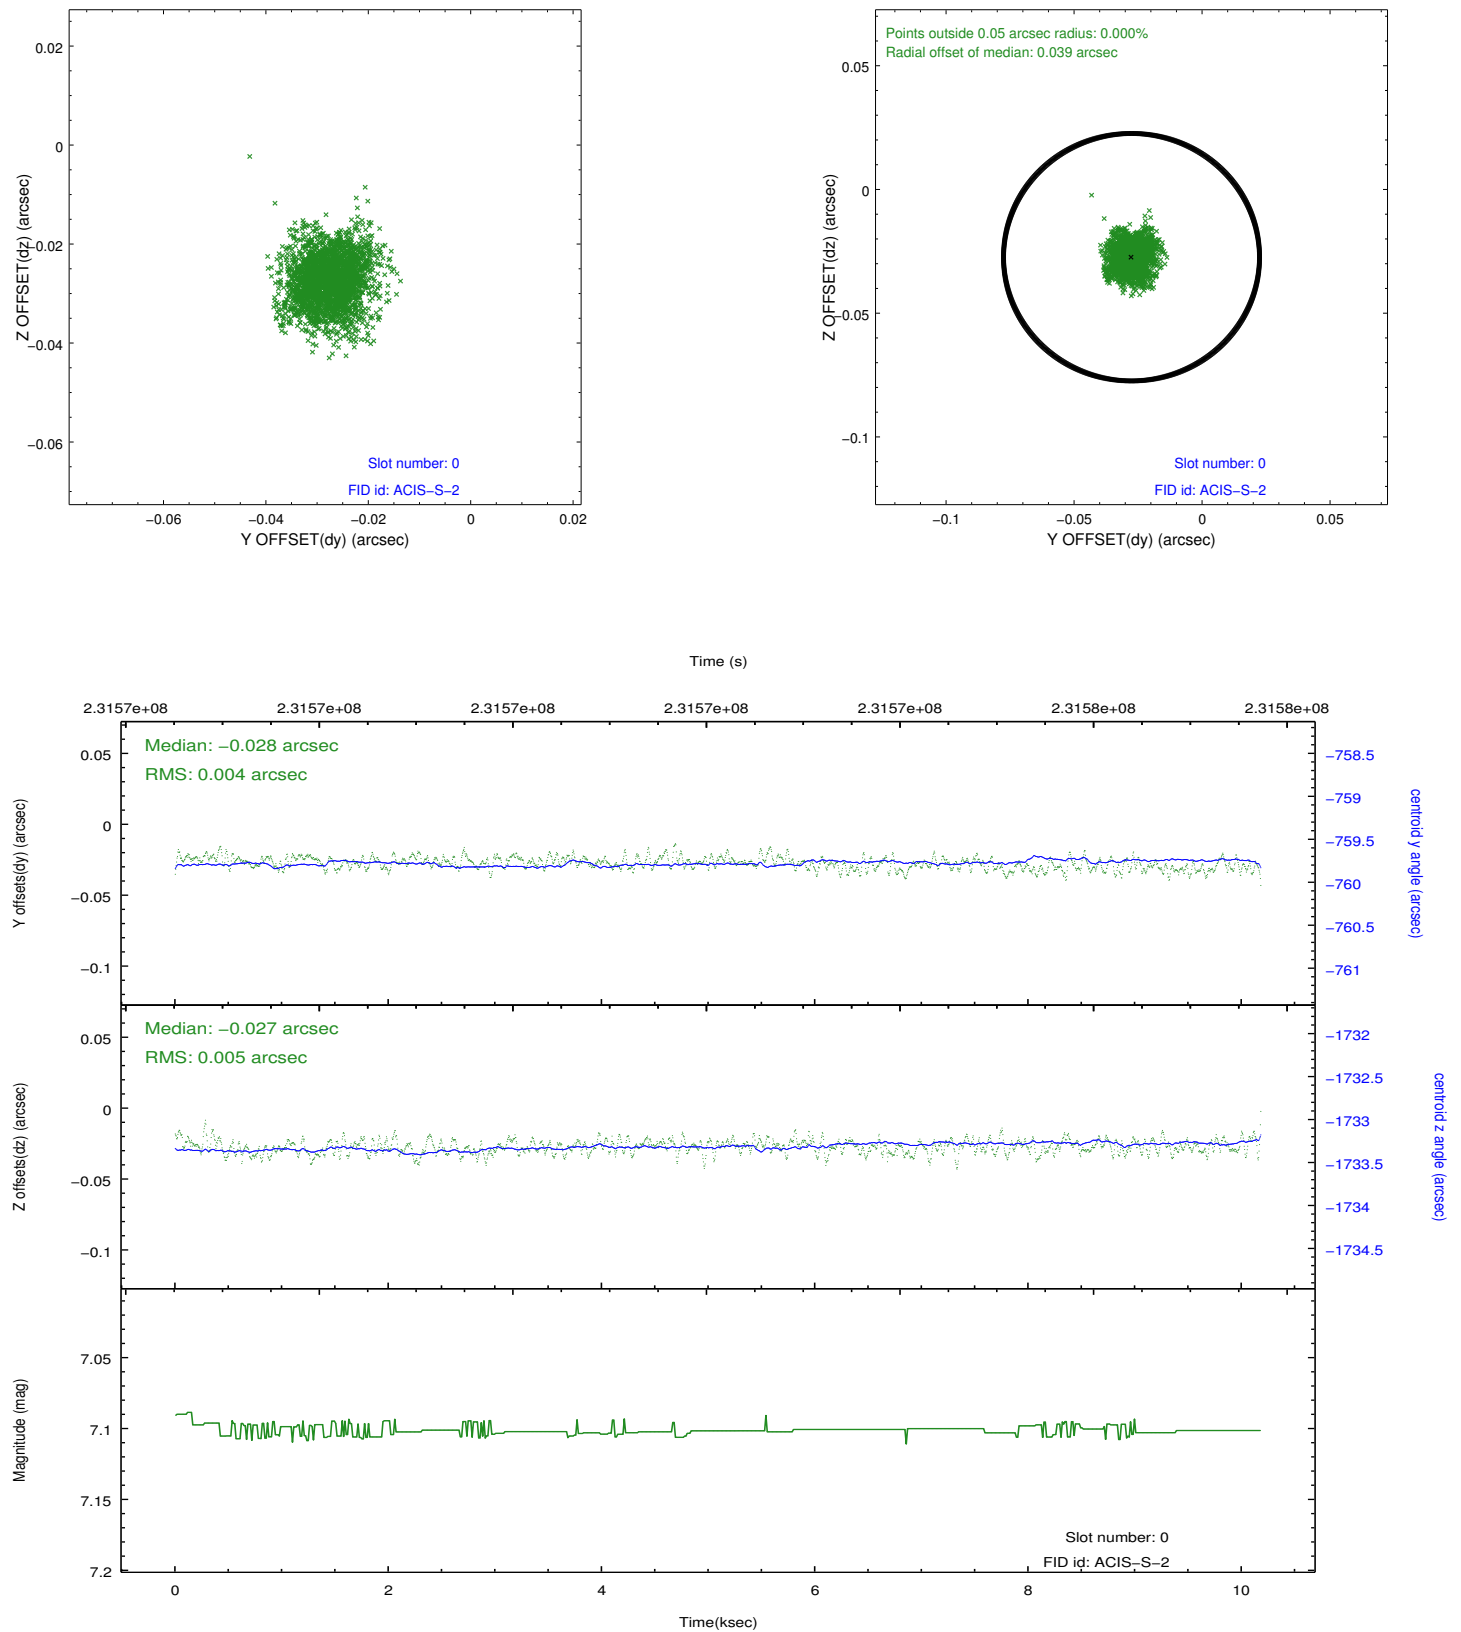 0.02
0
−0.02
−0.04
−0.06
Z OFFSET(dz) (arcsec)
Slot number: 0
FID id: ACIS−S−2
−0.06
−0.04
−0.02
0
0.02
Y OFFSET(dy) (arcsec)
Points outside 0.05 arcsec radius: 0.000%
Radial offset of median: 0.039 arcsec
0.05
0
−0.05
−0.1
Z OFFSET(dz) (arcsec)
Slot number: 0
FID id: ACIS−S−2
−0.1
−0.05
0
0.05
Y OFFSET(dy) (arcsec)
Time (s)
2.3157e+08
2.3157e+08
2.3157e+08
2.3157e+08
2.3157e+08
2.3158e+08
2.3158e+08
Median: −0.028 arcsec
RMS: 0.004 arcsec
0.05
0
−0.05
−0.1
Y offsets(dy) (arcsec)
−758.5
−759
−759.5
−760
−760.5
−761
centroid y angle (arcsec)
Median: −0.027 arcsec
RMS: 0.005 arcsec
0.05
0
−0.05
−0.1
Z offsets(dz) (arcsec)
−1732
−1732.5
−1733
−1733.5
−1734
−1734.5
centroid z angle (arcsec)
7.05
7.1
7.15
7.2
Magnitude (mag)
Slot number: 0
FID id: ACIS−S−2
0
2
4
6
8
10
Time(ksec)